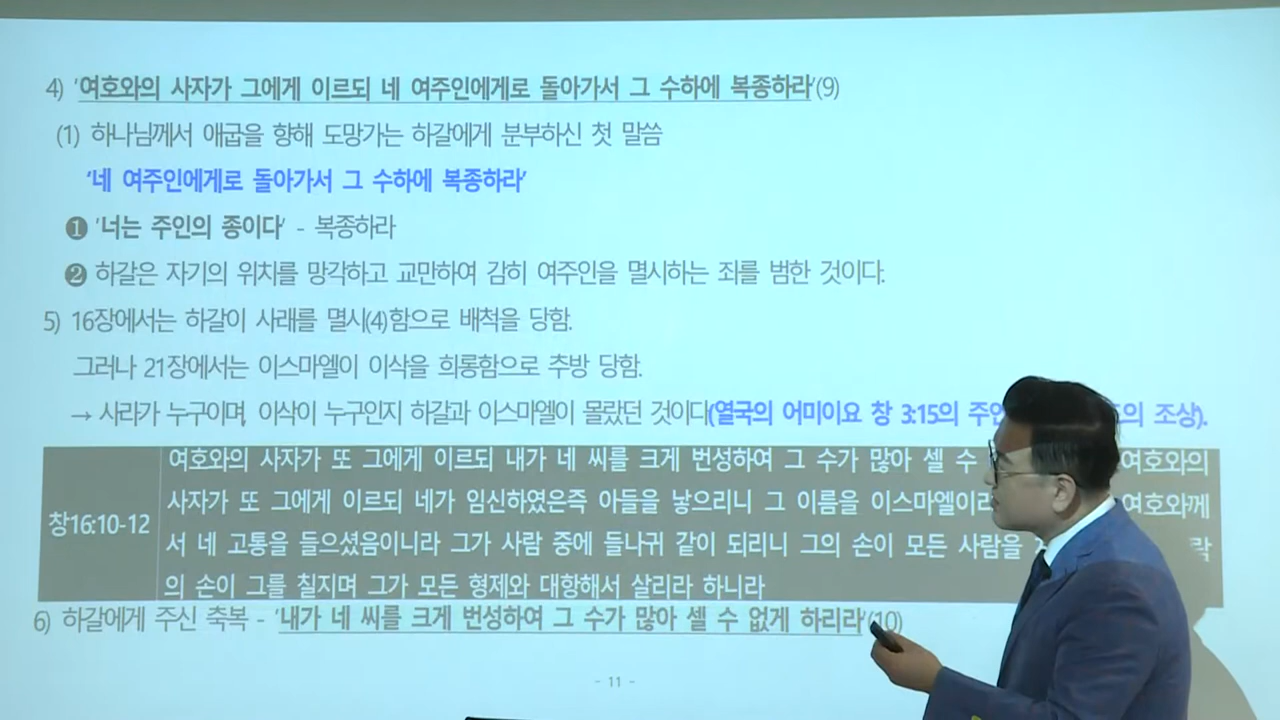 4) '여호와의 사자가 그에게 이르되 네 여주인에게로 돌아가서 그 수하에 복종하라'(9)
(1) 하나님께서 애굽을 향해 도망가는 하갈에게 분부하신 첫 말씀
'네 여주인에게로 돌아가서 그 수하에 복종하라'
❶ '너는 주인의 종이다' - 복종하라
❷ 하갈은 자기의 위치를 망각하고 교만하여 감히 여주인을 멸시하는 죄를 범한 것이다.
5) 16장에서는 하갈이 사래를 멸시(4)함으로 배척을 당함.
그러나 21장에서는 이스마엘이 이삭을 희롱함으로 추방 당함.
→ 사라가 누구이며, 이삭이 누구인지 하갈과 이스마엘이 몰랐던 것이다(열국의 어미이요 창 3:15의 조상).
창16:10-12
여호와의 사자가 또 그에게 이르되 내가 네 씨를 크게 번성하여 그 수가 많아 셀 수 여호와의
사자가 또 그에게 이르되 네가 임신하였은즉 아들을 낳으리니 그 이름을 여호와께
서 네 고통을 들으셨음이니라 그가 사람 중에 들나귀 같이 되리니 그의 손이 모든 사람을
의 손이 그를 칠지며 그가 모든 형제와 대항해서 살리라 하니라
6) 하갈에게 주신 축복 - '내가 네 씨를 크게 번성하여 그 수가 많아 셀 수 없게 하리라'(10)
- 11 -